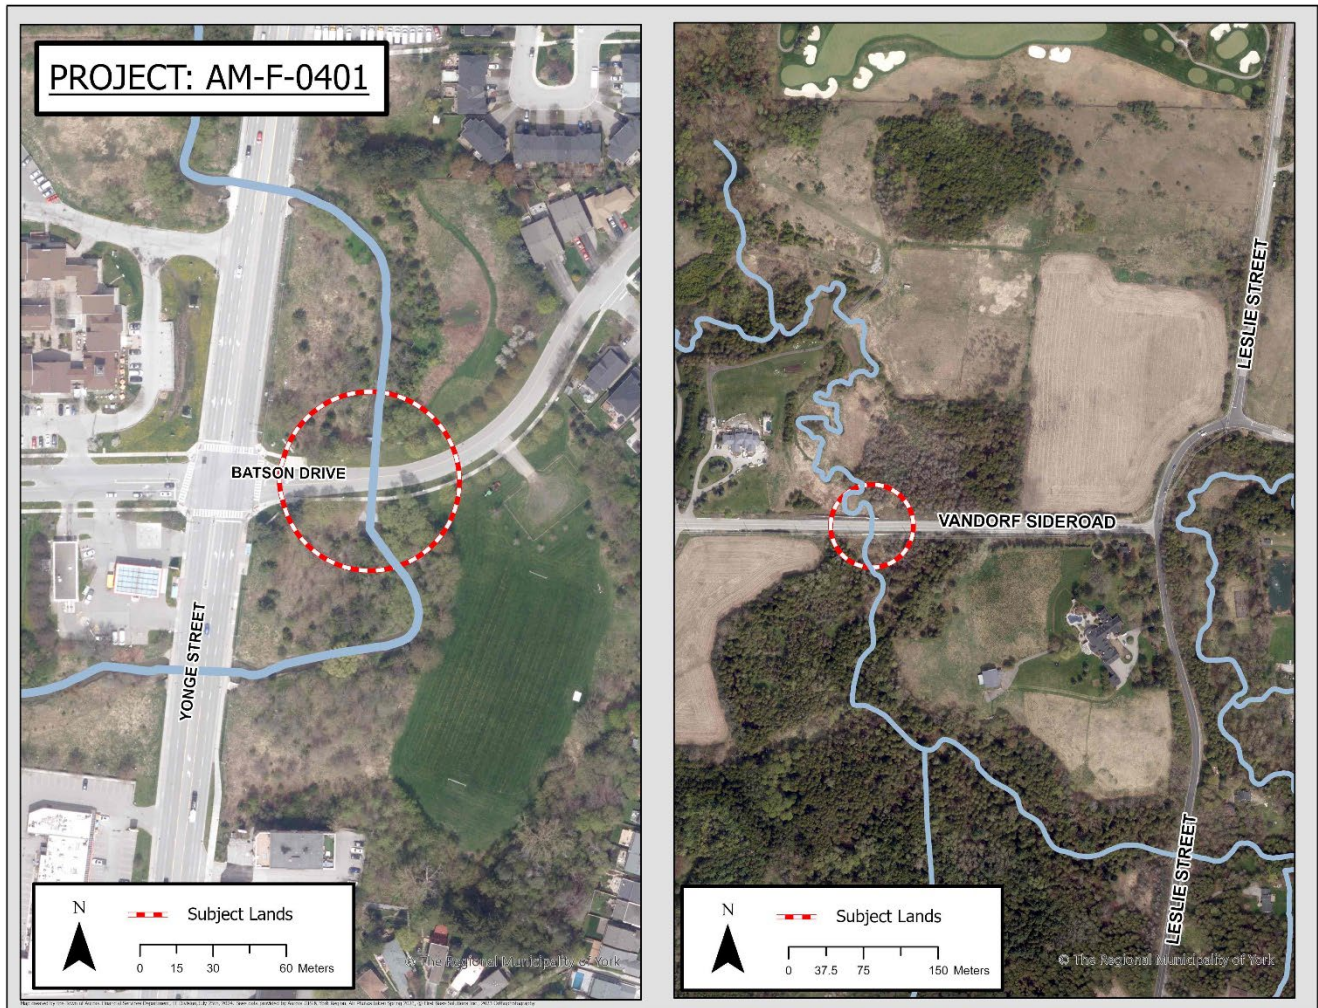 PROJECT: AM-F-0401
BATSON DRIVE
YONGE STREET
N
Subject Lands
0 15 30 60 Meters
© The Regional Municipality of York
LESLIE STREET
VANDORF SIDEROAD
LESLIE STREET
N
Subject Lands
0 37.5 75 150 Meters
© The Regional Municipality of York